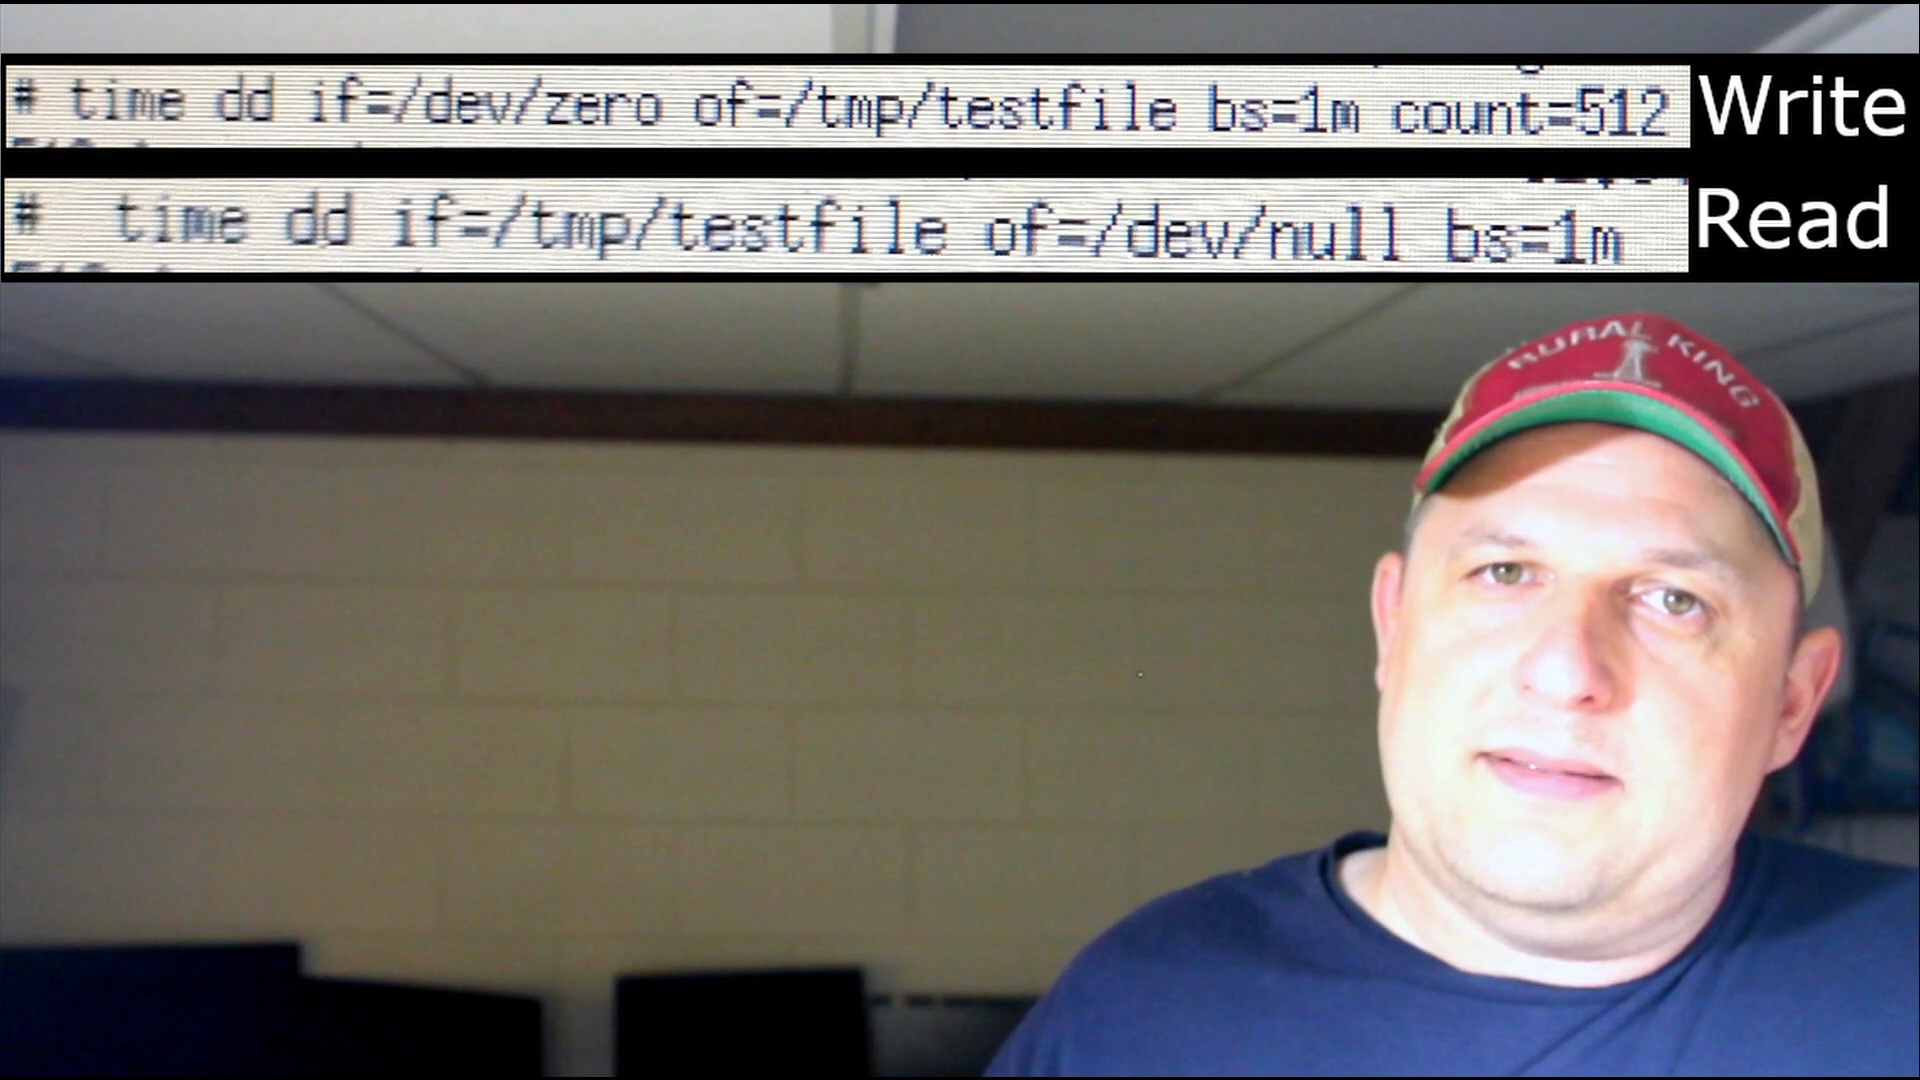 # time dd if=/dev/zero of=/tmp/testfile bs=1m count=512 Write
# time dd if=/tmp/testfile of=/dev/null bs=1m Read
RURAL KING